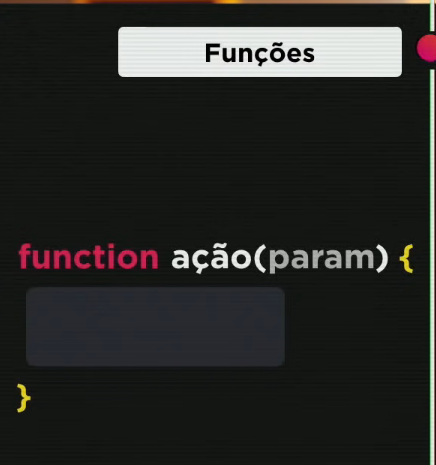 Funções
function ação(param) {
}